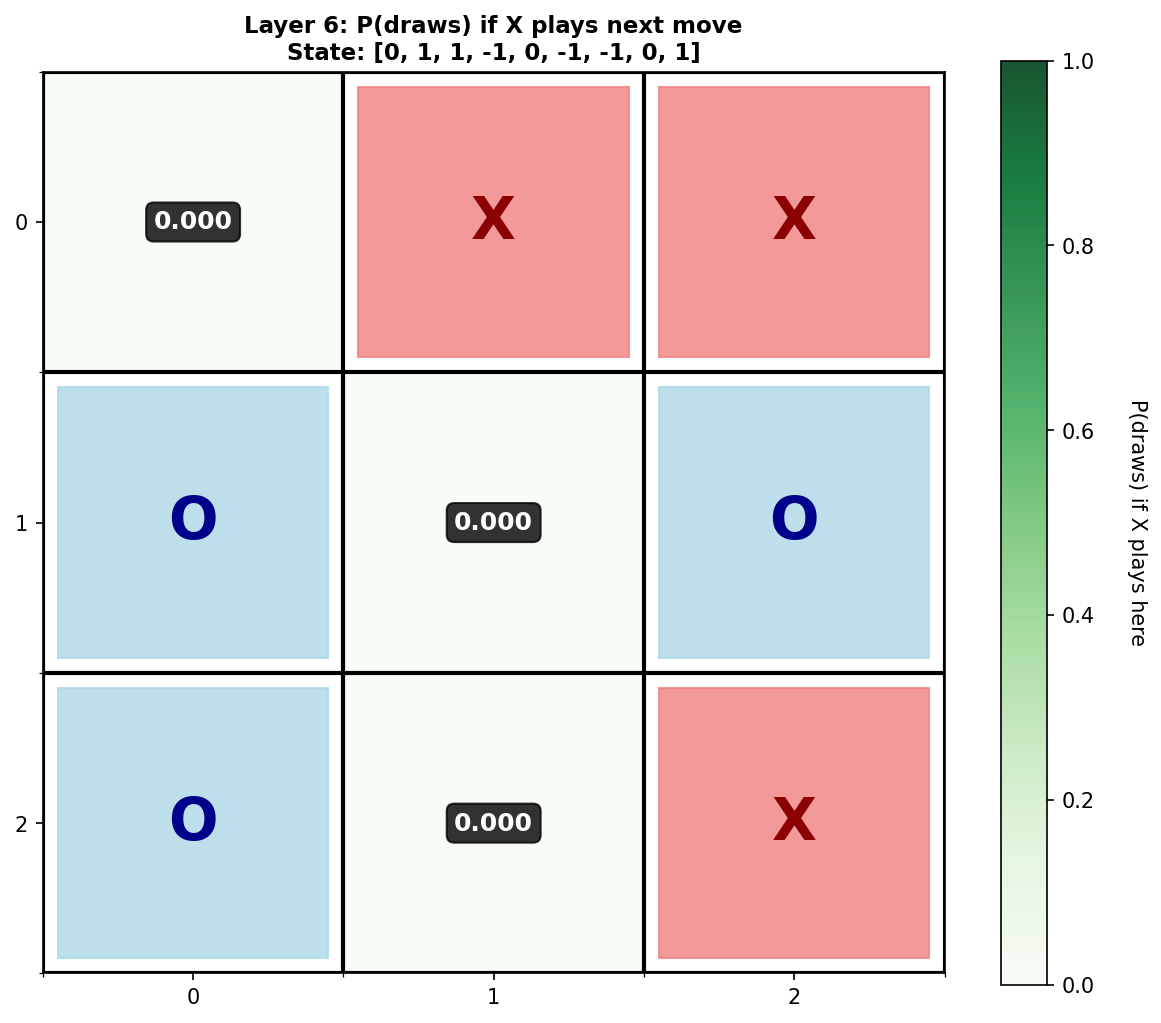 Layer 6: P(draws) if X plays next move
State: [0, 1, 1, -1, 0, -1, -1, 0, 1]
0
0.000
X
X
1
O
0.000
O
2
O
0.000
X
0
1
2
1.0
0.8
0.6
0.4
0.2
0.0
P(draws) if X plays here